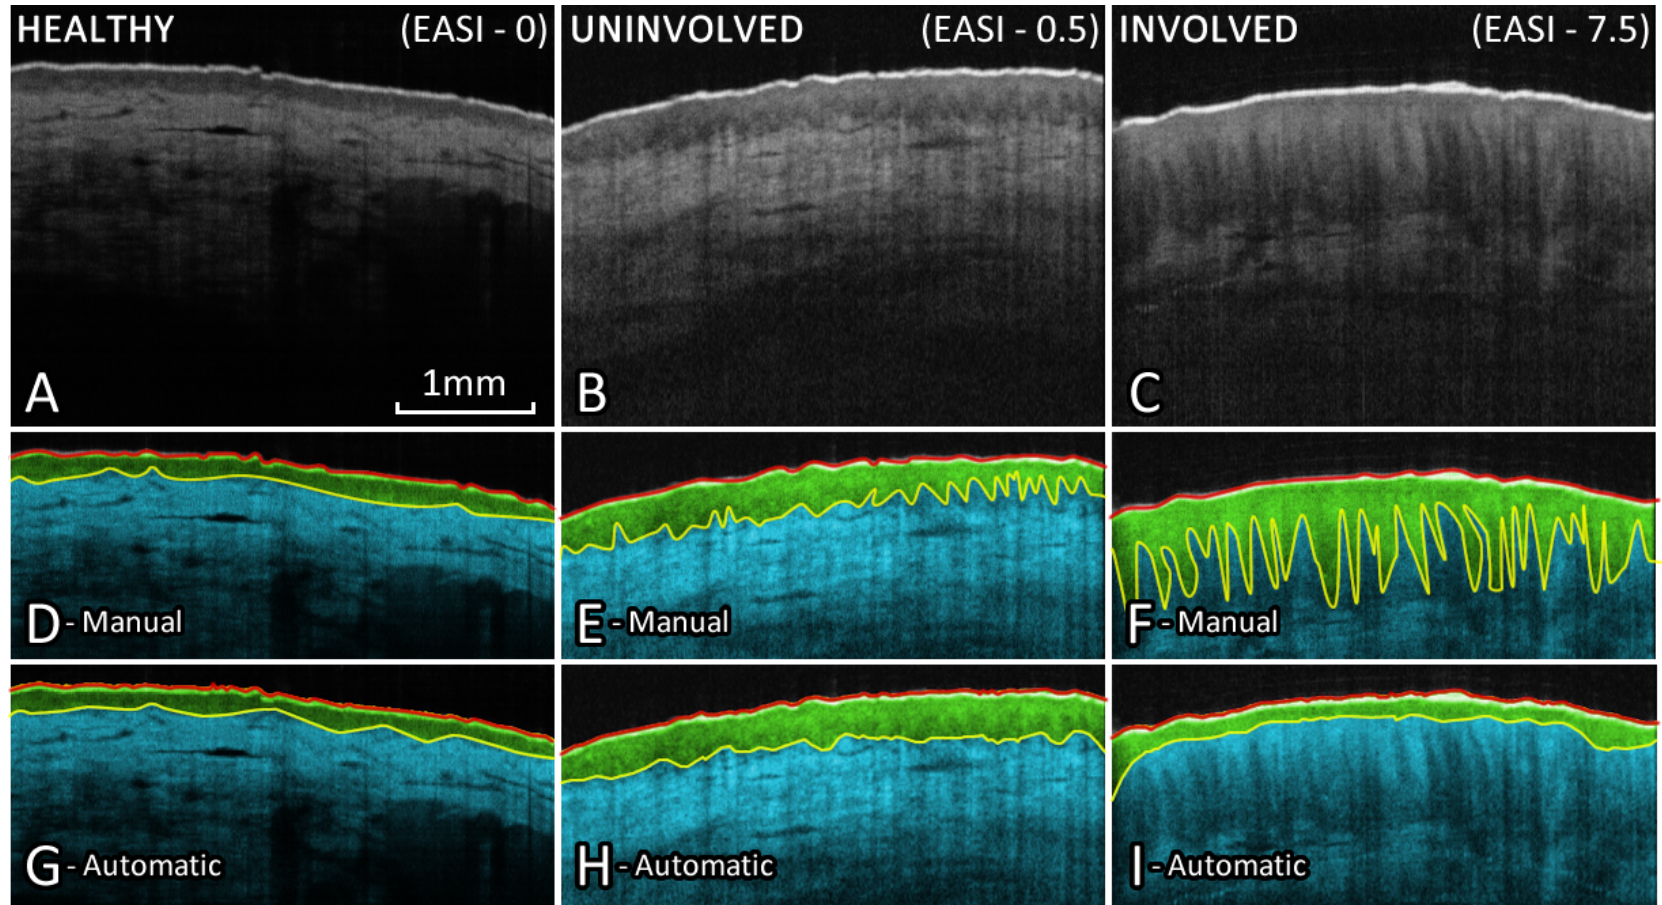 HEALTHY (EASI - 0)
UNINVOLVED (EASI - 0.5)
INVOLVED (EASI - 7.5)
1mm
A
B
C
D - Manual
E - Manual
F - Manual
G - Automatic
H - Automatic
I - Automatic